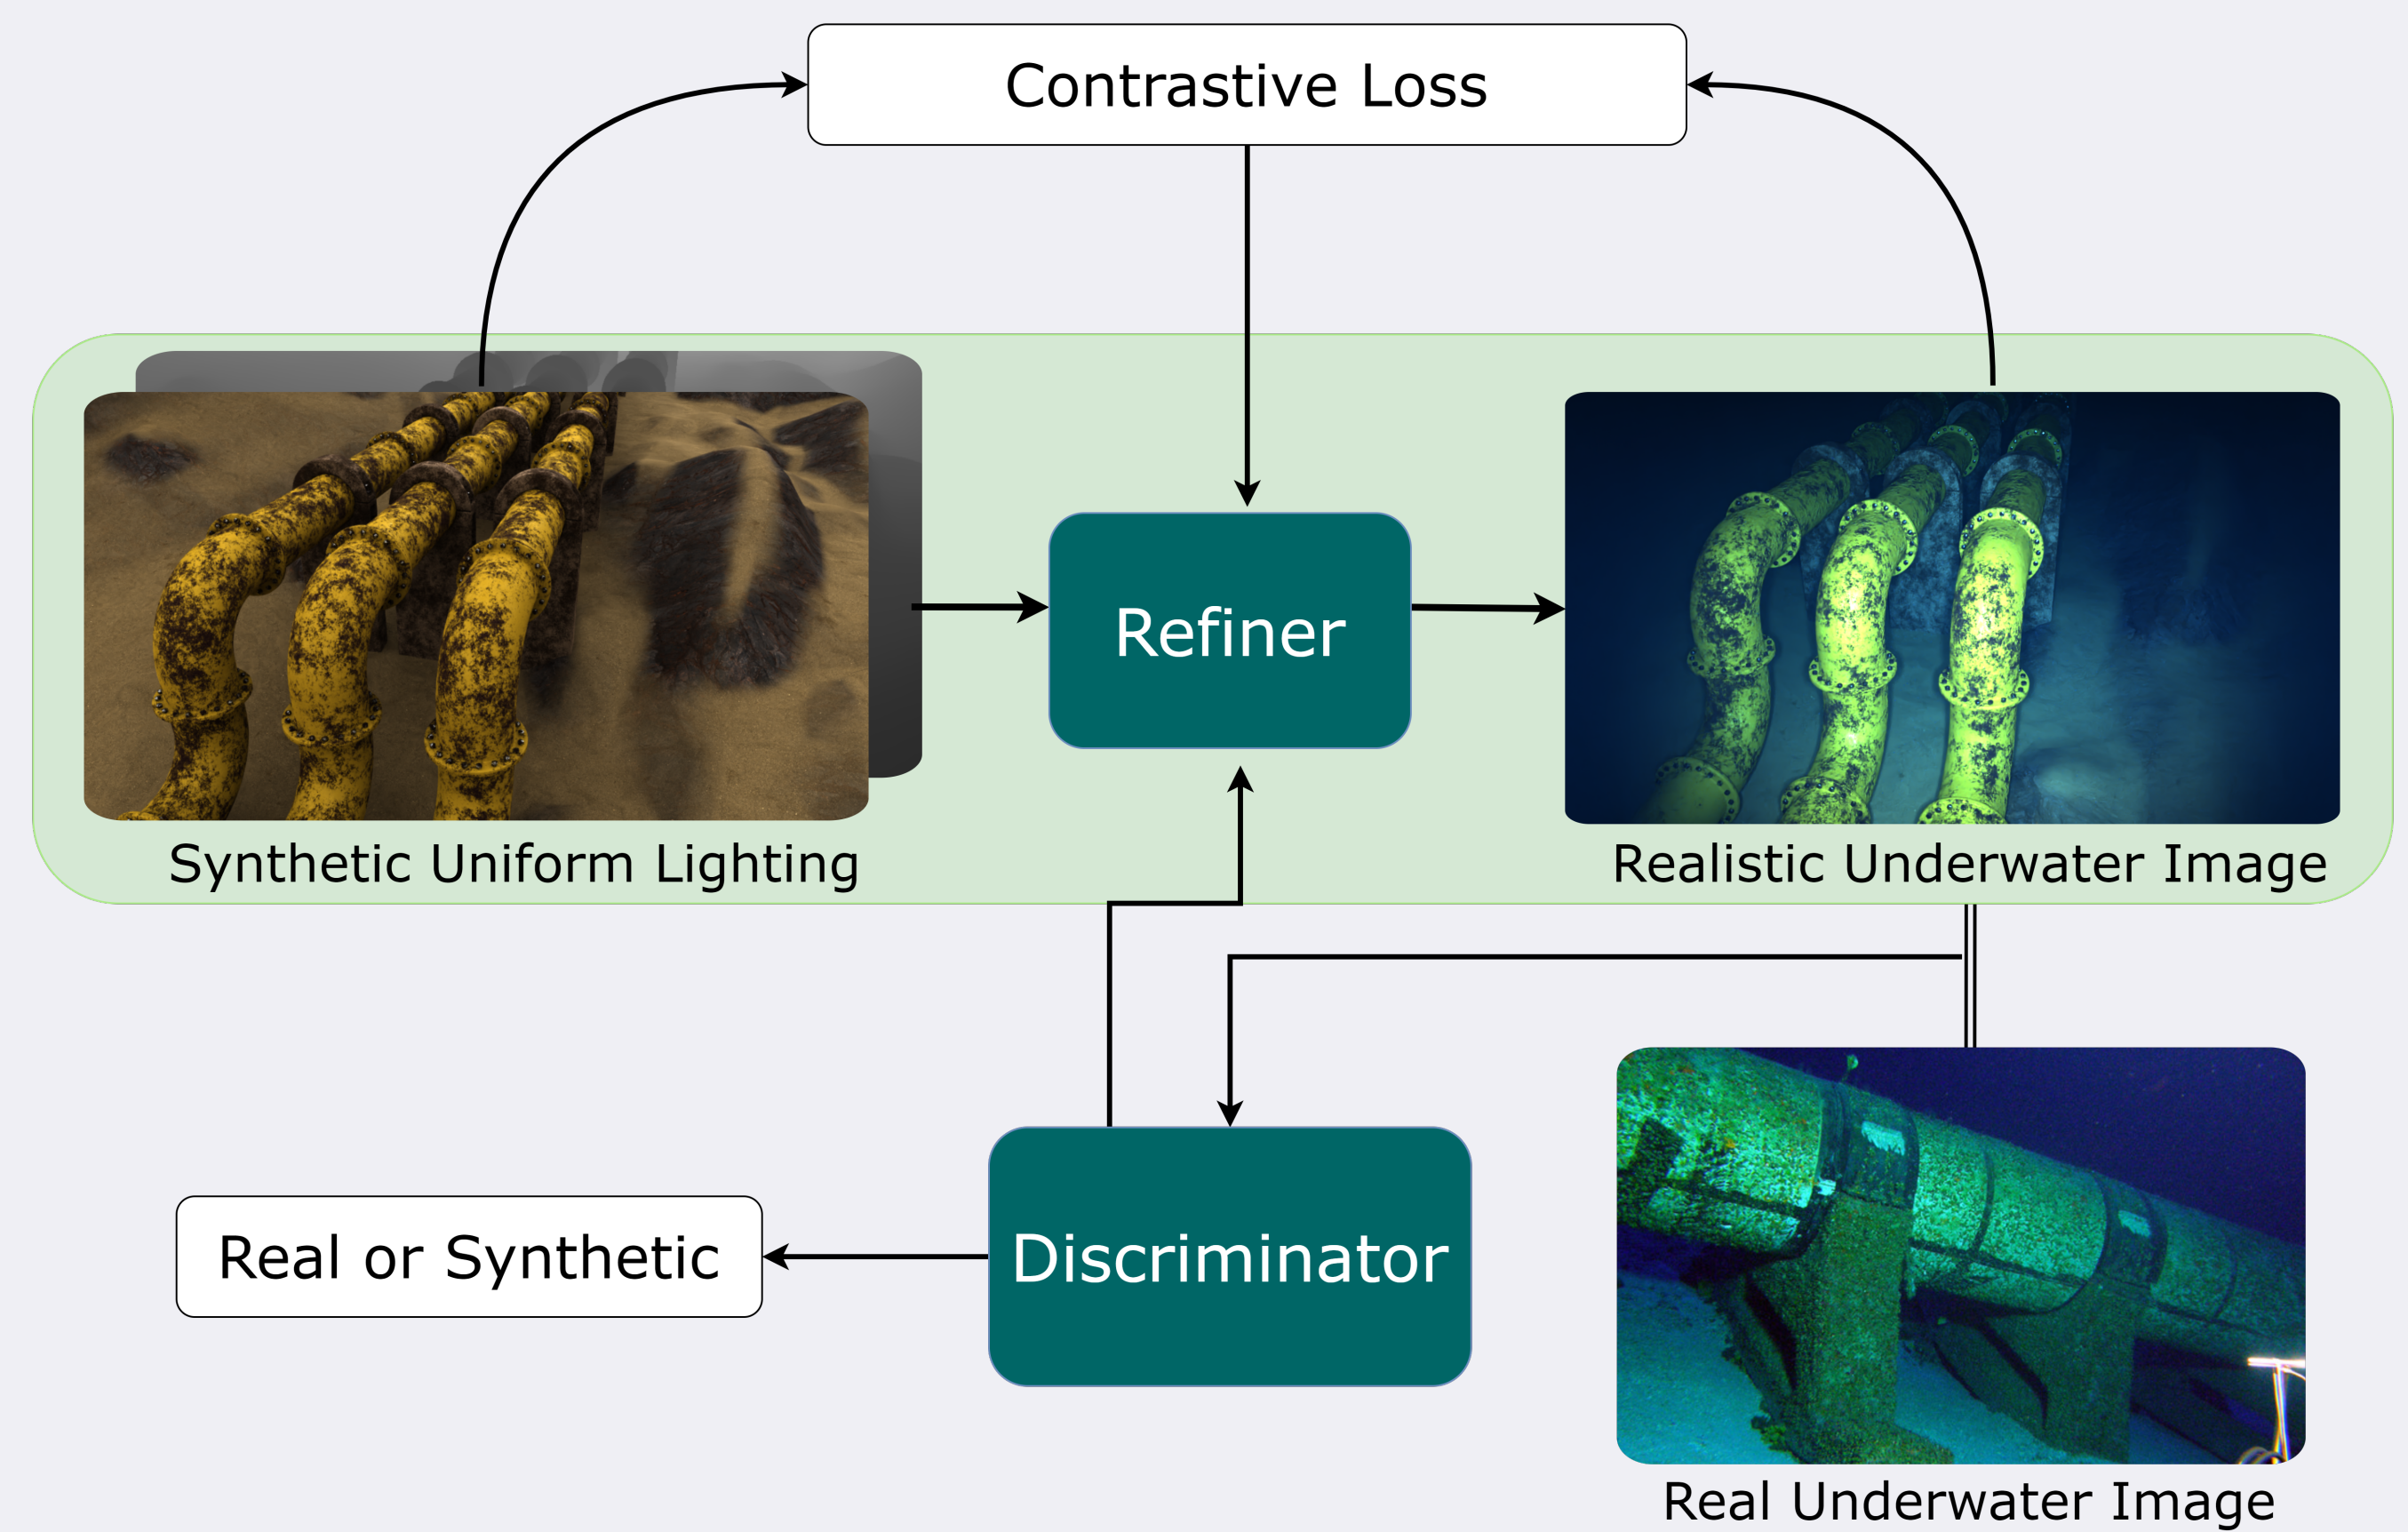 Contrastive Loss
Refiner
Synthetic Uniform Lighting
Realistic Underwater Image
Real or Synthetic
Discriminator
Real Underwater Image